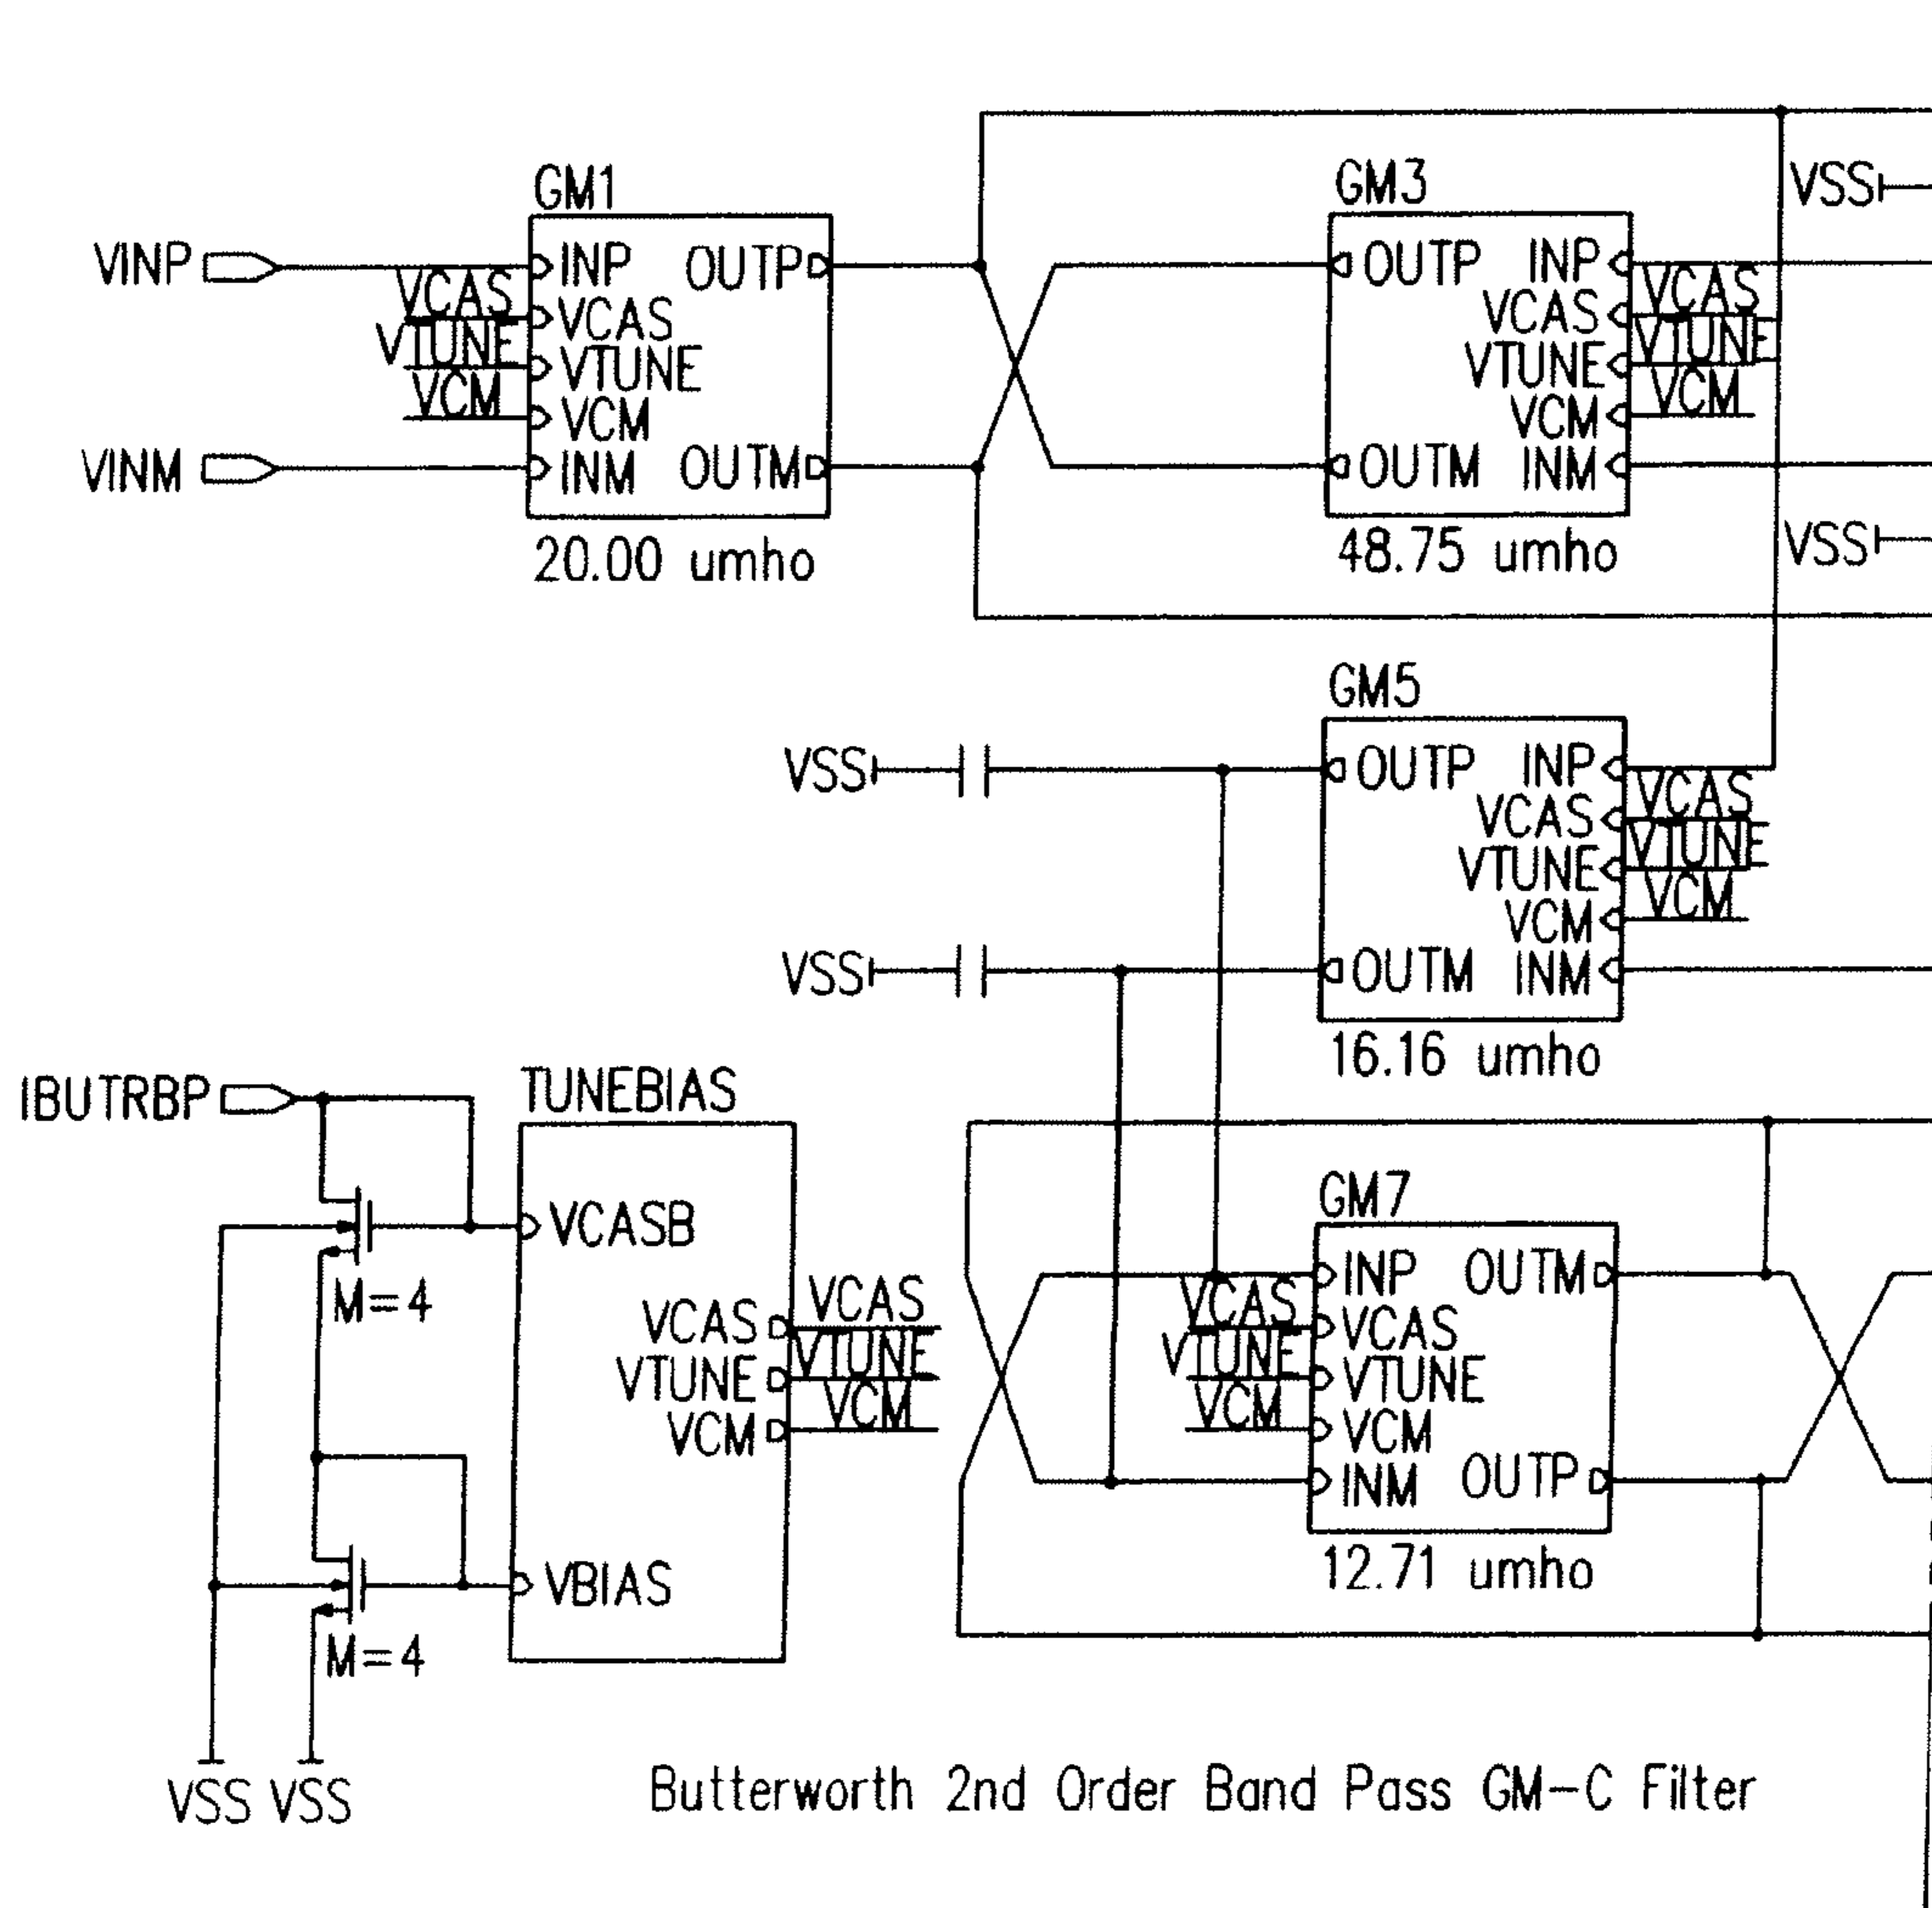 GM1
GM3
VSS
VINP
INP
OUTP
OUTP
INP
VCAS
VCAS
VCAS
VCAS
VTUNE
VTUNE
VTUNE
VTUNE
VCM
VCM
VCM
VCM
VINM
INM
OUTM
OUTM
INM
20.00 umho
48.75 umho
VSS
GM5
VSS
OUTP
INP
VCAS
VCAS
VTUNE
VTUNE
VCM
VCM
VSS
OUTM
INM
16.16 umho
IBUTRBP
TUNEBIAS
GM7
VCASB
INP
OUTM
M=4
VCAS
VCAS
VCAS
VCAS
VTUNE
VTUNE
VTUNE
VTUNE
VCM
VCM
VCM
VCM
INM
OUTP
VBIAS
12.71 umho
M=4
VSS VSS
Butterworth 2nd Order Band Pass GM-C Filter